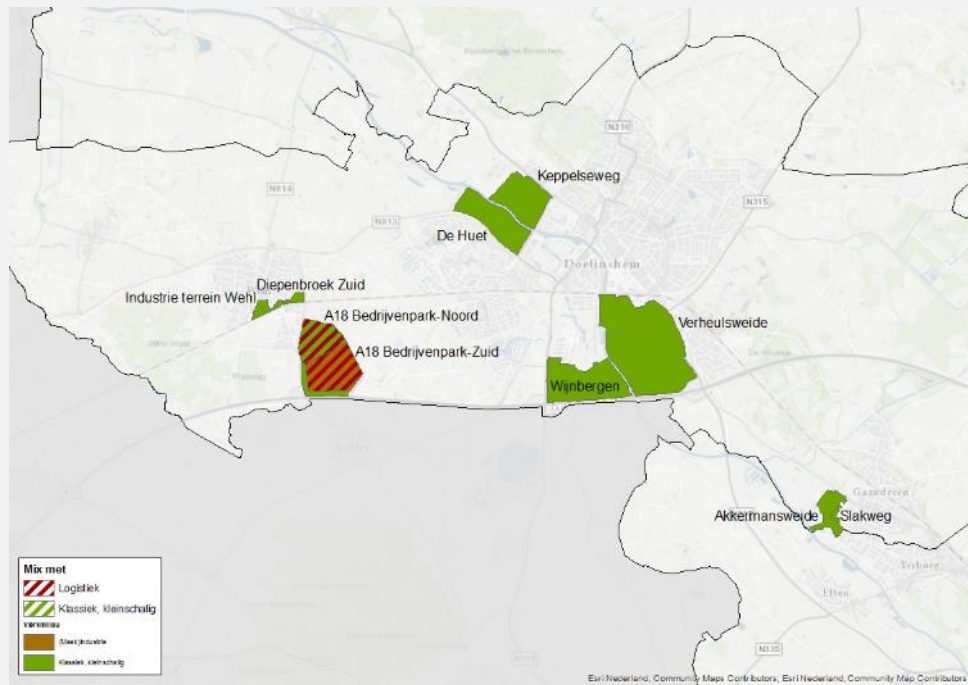 N316
Keppelseweg
N814
N315
N813
De Huet
Doetinchem
Diepenbroek Zuid
Industrie terrein Wehl
A18 Bedrijvenpark-Noord
Verheulsweide
A18 Bedrijvenpark-Zuid
Wijnbergen
Gaanderen
Akkermansweide
Slakweg
Terborg
Etten
N335
Mix met
Logistiek
Klassiek, kleinschalig
Klassiek, kleinschalig
Esri Nederland, Community Maps Contributors, Esri Nederland, Community Map Contributors